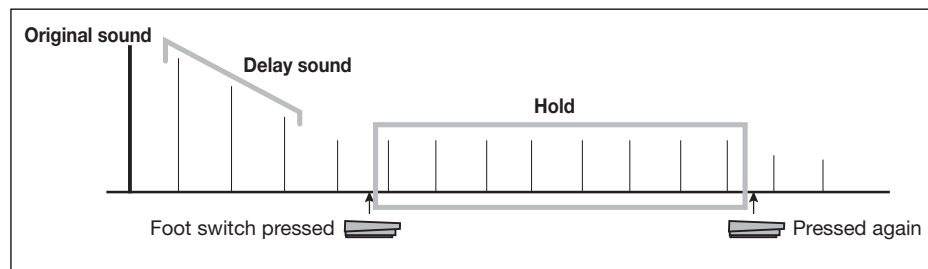 Original sound
Delay sound
Hold
Foot switch pressed
Pressed again